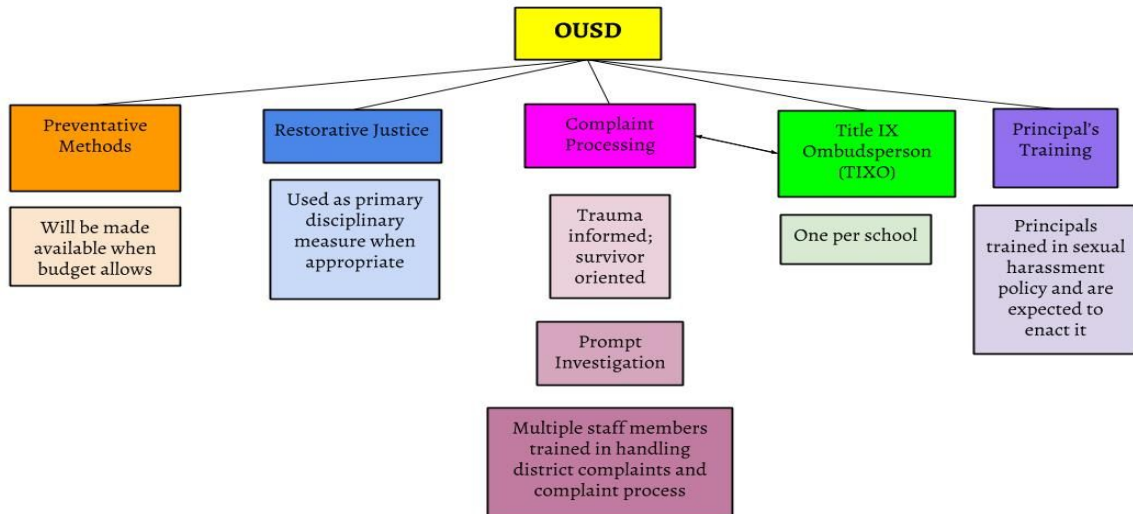 OUSD
Preventative
Methods
Will be made
available when
budget allows
Restorative Justice
Used as primary
disciplinary
measure when
appropriate
Complaint
Processing
Trauma
informed;
survivor
oriented
Prompt
Investigation
Multiple staff members
trained in handling
district complaints and
complaint process
Title IX
Ombudsperson
(TIXO)
One per school
Principal's
Training
Principals
trained in sexual
harassment
policy and are
expected to
enact it